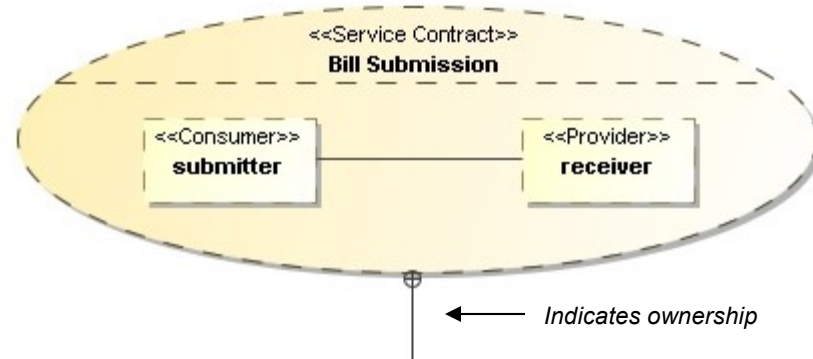 <<Service Contract>>
Bill Submission
<<Consumer>>
submitter
<<Provider>>
receiver
Indicates ownership